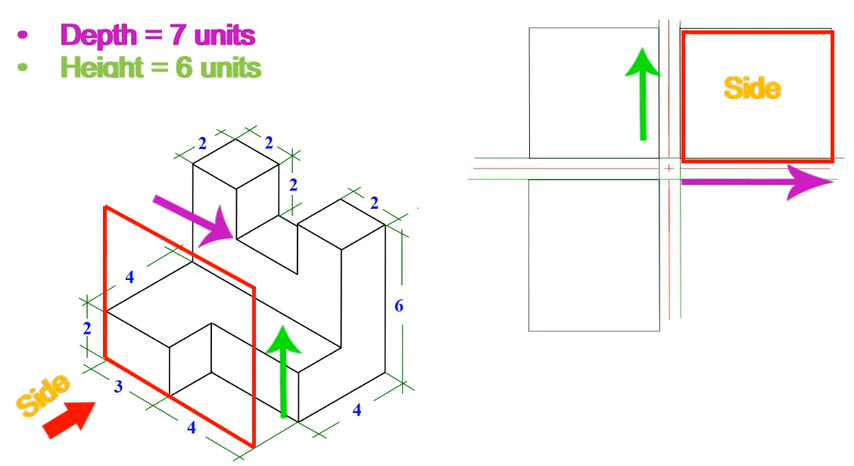 • Depth = 7 units
• Height = 6 units
Side
2
2
2
2
4
6
2
3
4
4
Side